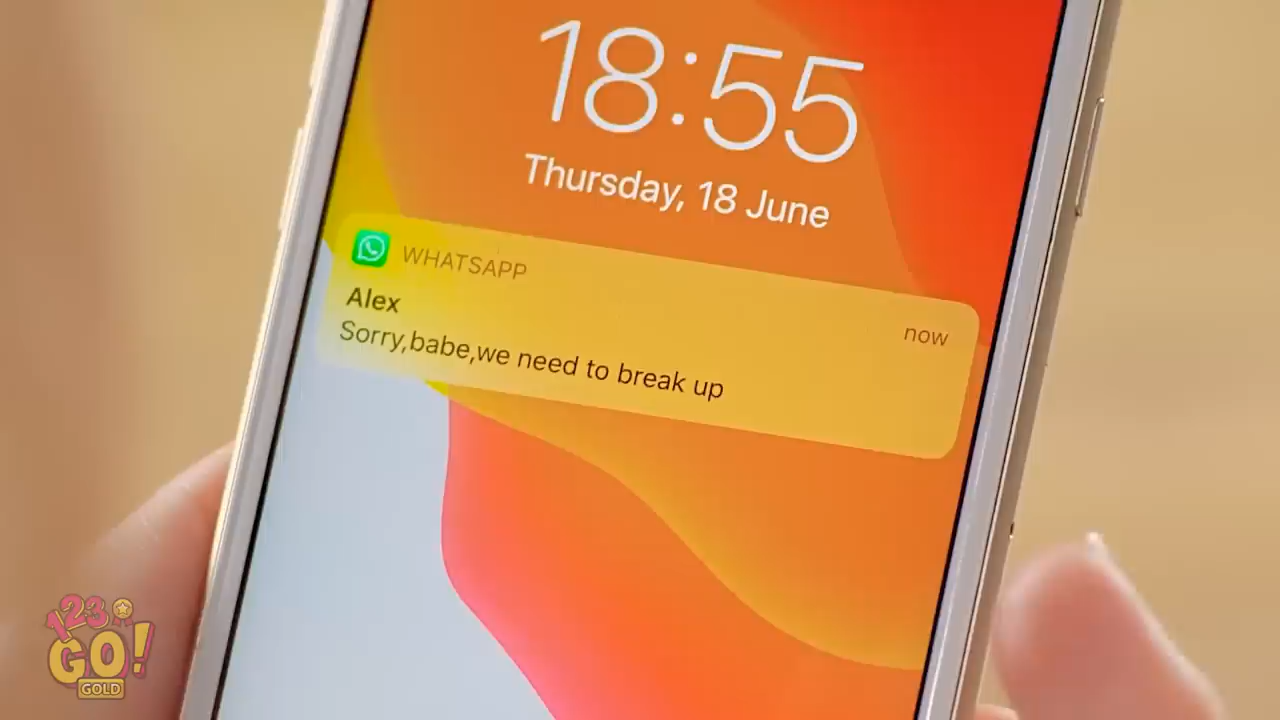 18:55
Thursday, 18 June
WHATSAPP
now
Alex
Sorry,babe,we need to break up
123
GO!
GOLD